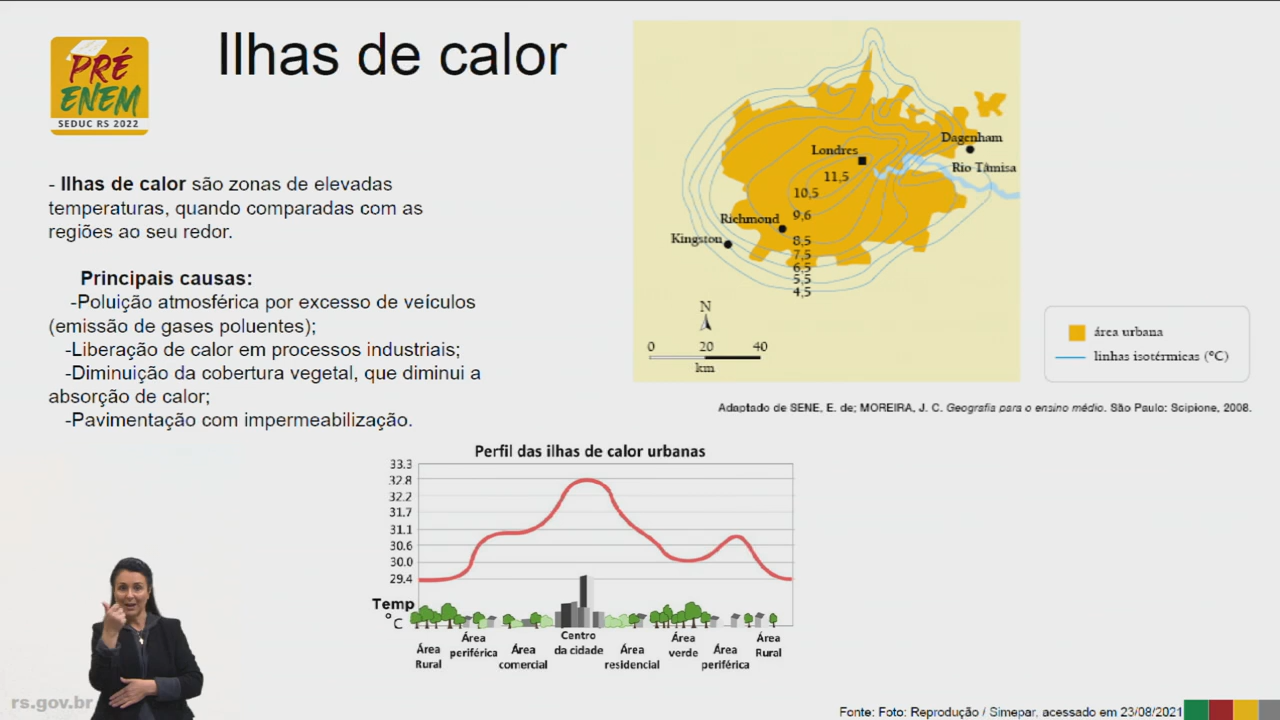 PRÉ
ENEM
SEDUC RS 2022
Ilhas de calor
- Ilhas de calor são zonas de elevadas
temperaturas, quando comparadas com as
regiões ao seu redor.
Principais causas:
-Poluição atmosférica por excesso de veículos
(emissão de gases poluentes);
-Liberação de calor em processos industriais;
-Diminuição da cobertura vegetal, que diminui a
absorção de calor;
-Pavimentação com impermeabilização.
Dagenham
Londres
Rio Tâmisa
11,5
10,5
Richmond
9,6
Kingston
8,5
7,5
6,5
5,5
4,5
N
0 20 40
km
área urbana
linhas isotérmicas (°C)
Adaptado de SENE, E. de; MOREIRA, J. C. Geografia para o ensino médio. São Paulo: Scipione, 2008.
Perfil das ilhas de calor urbanas
33.3
32.8
32.2
31.7
31.1
30.6
30.0
29.4
Temp
°C
Área
Rural
Área
periférica
Área
comercial
Centro
da cidade
Área
residencial
Área
verde
Área
periférica
Área
Rural
rs.gov.br
Fonte: Foto: Reprodução / Simepar, acessado em 23/08/2021